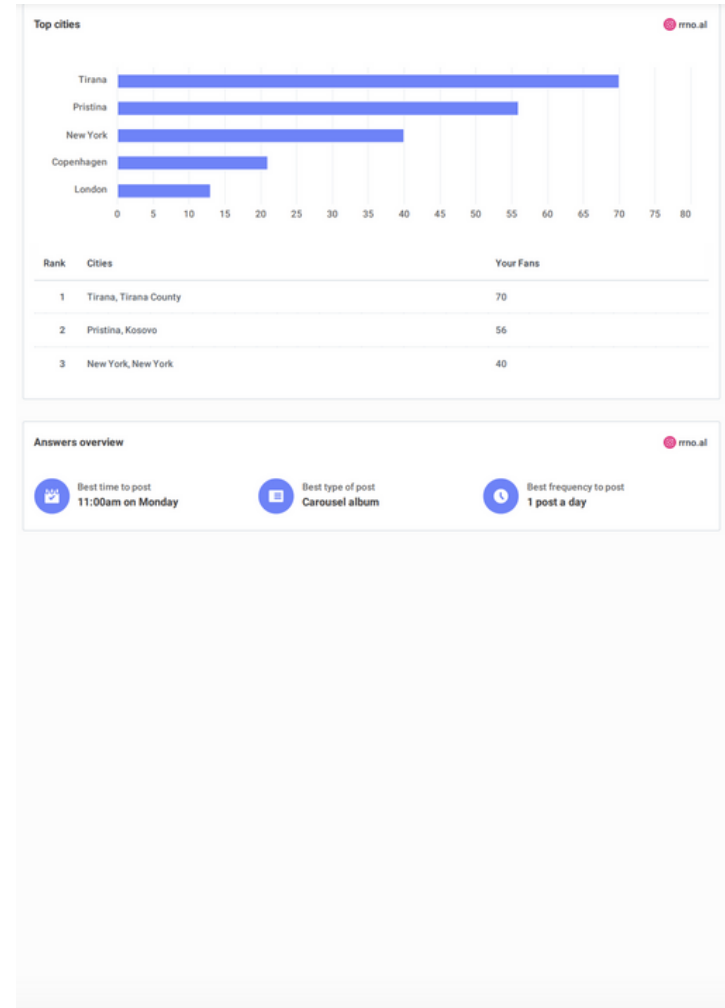 Top cities
rrno.al
Tirana
Pristina
New York
Copenhagen
London
0 5 10 15 20 25 30 35 40 45 50 55 60 65 70 75 80
Rank Cities Your Fans
1 Tirana, Tirana County 70
2 Pristina, Kosovo 56
3 New York, New York 40
Answers overview
rrno.al
Best time to post
11:00am on Monday
Best type of post
Carousel album
Best frequency to post
1 post a day